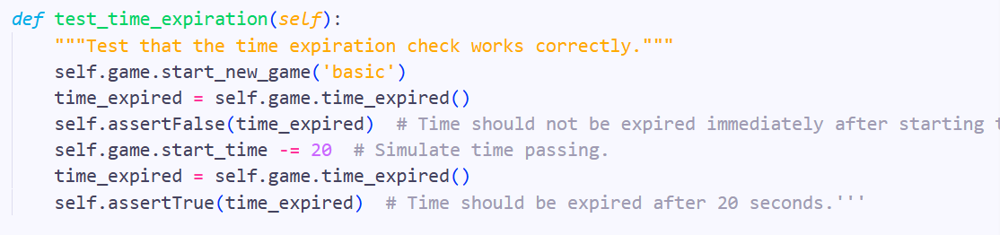 def test_time_expiration(self):
    """Test that the time expiration check works correctly."""
    self.game.start_new_game('basic')
    time_expired = self.game.time_expired()
    self.assertFalse(time_expired)  # Time should not be expired immediately after starting
    self.game.start_time -= 20  # Simulate time passing.
    time_expired = self.game.time_expired()
    self.assertTrue(time_expired)  # Time should be expired after 20 seconds.'''